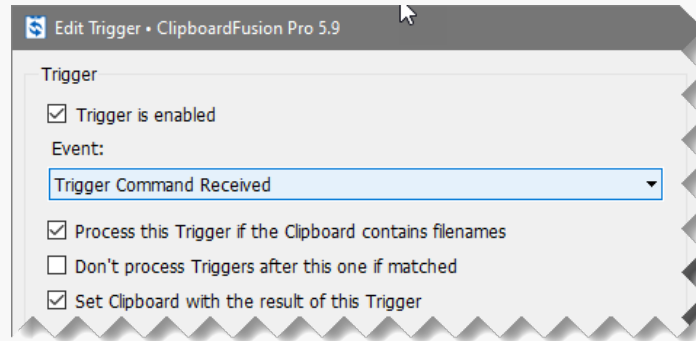 Edit Trigger • ClipboardFusion Pro 5.9
Trigger
Trigger is enabled
Event:
Trigger Command Received
Process this Trigger if the Clipboard contains filenames
Don't process Triggers after this one if matched
Set Clipboard with the result of this Trigger